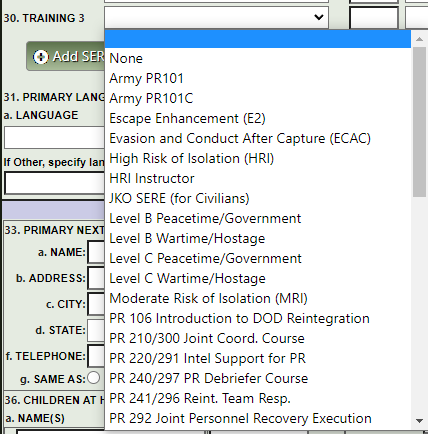 30. TRAINING 3
None
Army PR101
Add SER
Army PR101C
31. PRIMARY LANG
a. LANGUAGE
Escape Enhancement (E2)
Evasion and Conduct After Capture (ECAC)
If Other, specify lan
High Risk of Isolation (HRI)
HRI Instructor
JKO SERE (for Civilians)
Level B Peacetime/Government
33. PRIMARY NEXT
Level B Wartime/Hostage
a. NAME:
Level C Peacetime/Government
b. ADDRESS:
Level C Wartime/Hostage
c. CITY:
Moderate Risk of Isolation (MRI)
d. STATE:
PR 106 Introduction to DOD Reintegration
PR 210/300 Joint Coord. Course
f. TELEPHONE:
PR 220/291 Intel Support for PR
g. SAME AS:
PR 240/297 PR Debriefer Course
36. CHILDREN AT H
PR 241/296 Reint. Team Resp.
a. NAME(S)
PR 292 Joint Personnel Recovery Execution